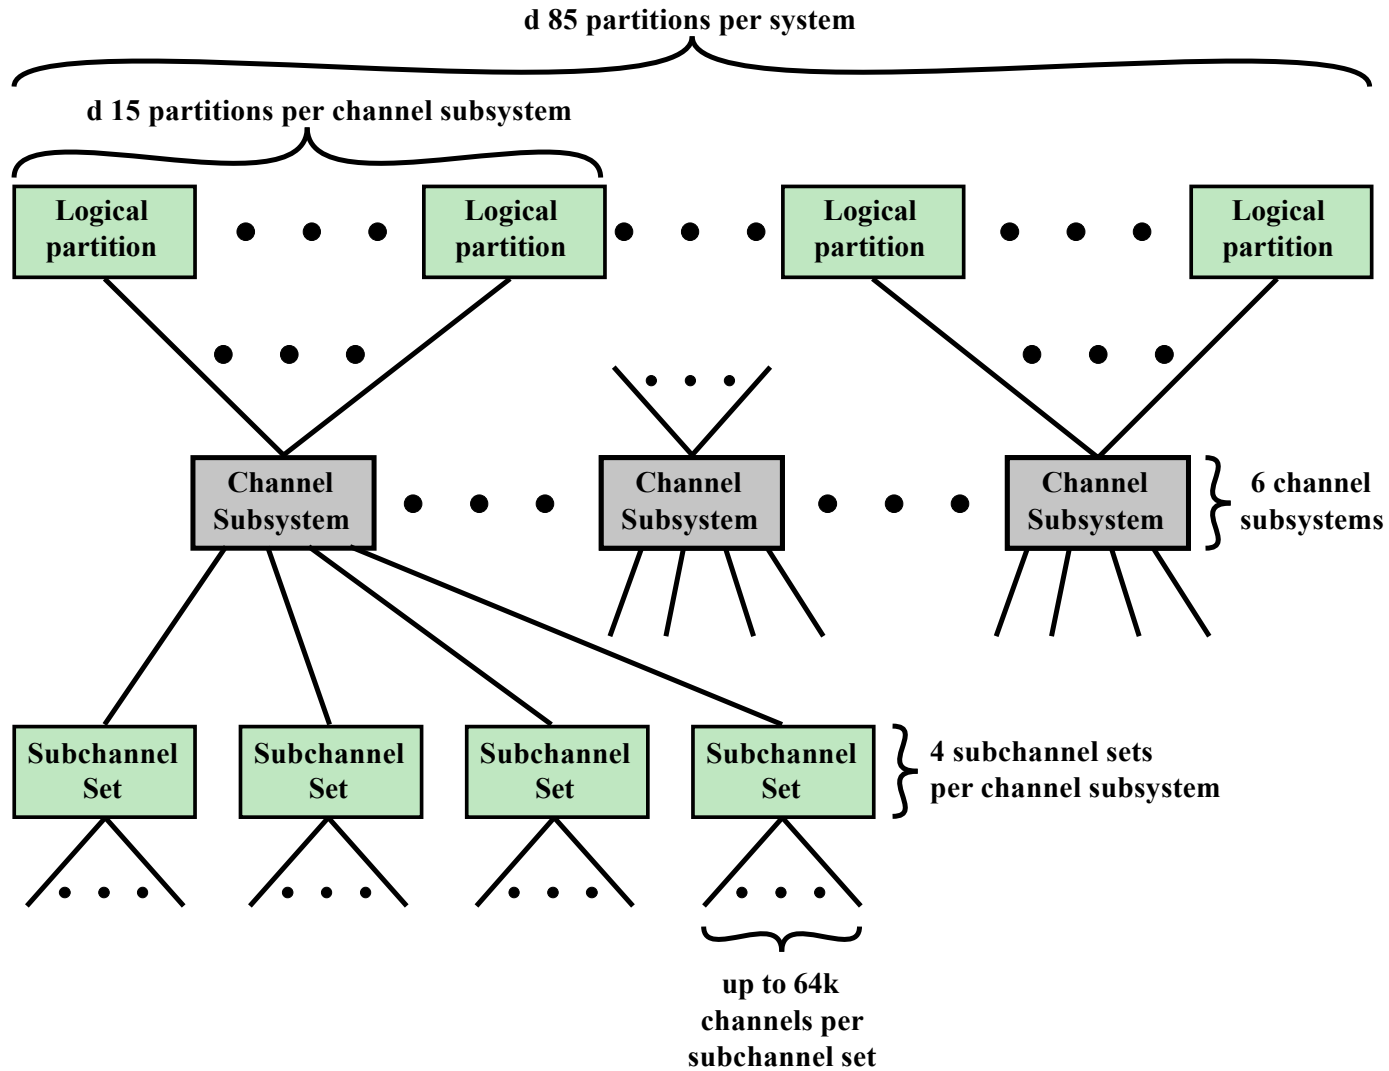 d 85 partitions per system
d 15 partitions per channel subsystem
Logical
partition
Logical
partition
Logical
partition
Logical
partition
Channel
Subsystem
Channel
Subsystem
Channel
Subsystem
6 channel
subsystems
Subchannel
Set
Subchannel
Set
Subchannel
Set
Subchannel
Set
4 subchannel sets
per channel subsystem
up to 64k
channels per
subchannel set